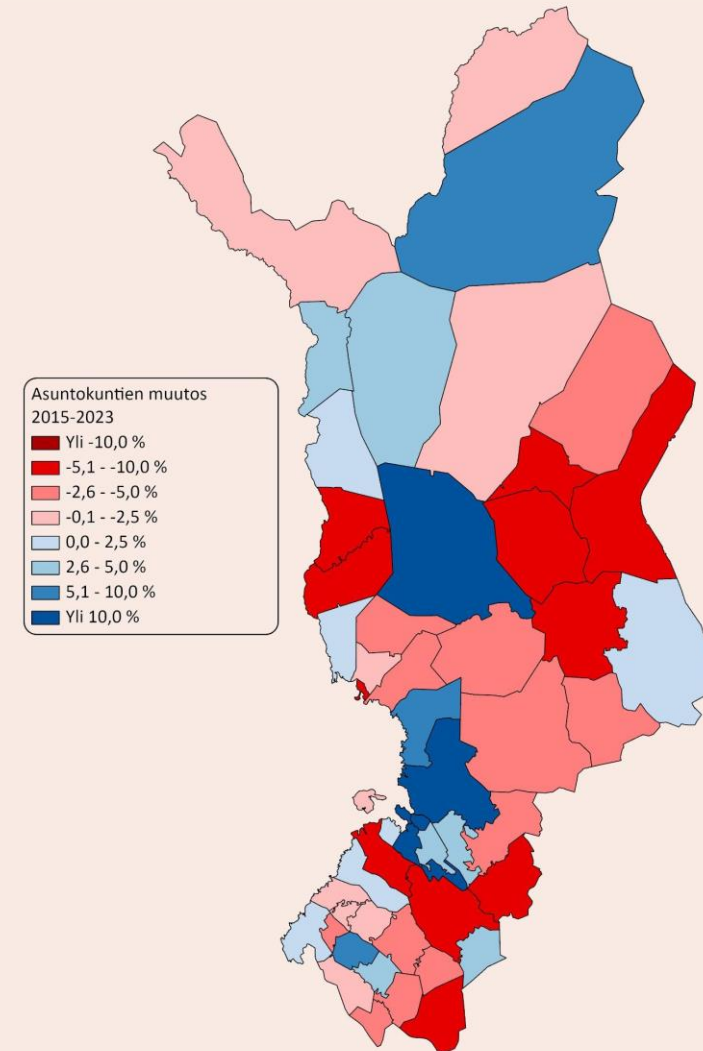 Asuntokuntien muutos
2015-2023
Yli -10,0 %
-5,1 - -10,0 %
-2,6 - -5,0 %
-0,1 - -2,5 %
0,0 - 2,5 %
2,6 - 5,0 %
5,1 - 10,0 %
Yli 10,0 %